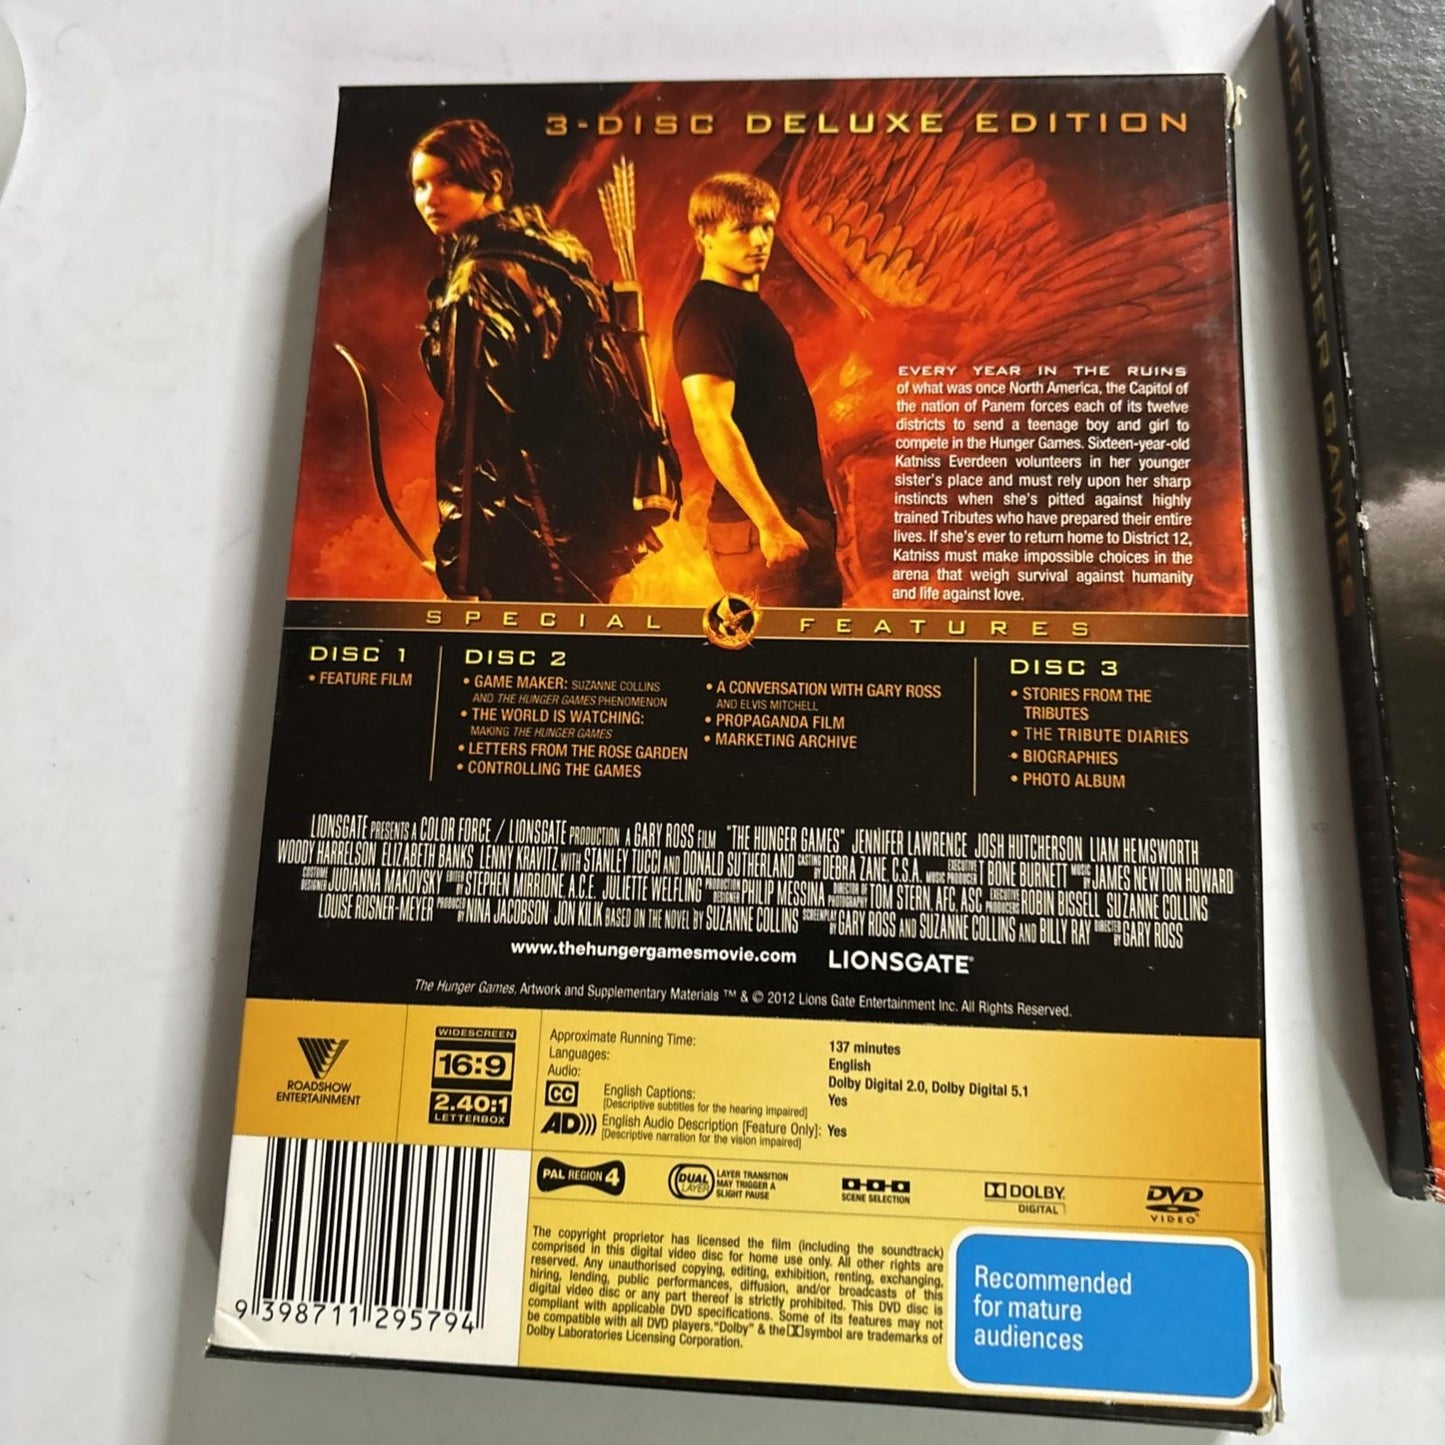 3-DISC DELUXE EDITION
EVERY YEAR IN THE RUINS
of what was once North America, the Capitol of
the nation of Panem forces each of its twelve
districts to send a teenage boy and girl to
compete in the Hunger Games. Sixteen-year-old
Katniss Everdeen volunteers in her younger
sister's place and must rely upon her sharp
instincts when she's pitted against highly
trained Tributes who have prepared their entire
lives. If she's ever to return home to District 12,
Katniss must make impossible choices in the
arena that weigh survival against humanity
and life against love.
SPECIAL FEATURES
DISC 1
• FEATURE FILM
DISC 2
• GAME MAKER: SUZANNE COLLINS
AND THE HUNGER GAMES PHENOMENON
• THE WORLD IS WATCHING:
MAKING THE HUNGER GAMES
• LETTERS FROM THE ROSE GARDEN
• CONTROLLING THE GAMES
• A CONVERSATION WITH GARY ROSS
AND ELVIS MITCHELL
• PROPAGANDA FILM
• MARKETING ARCHIVE
DISC 3
• STORIES FROM THE
TRIBUTES
• THE TRIBUTE DIARIES
• BIOGRAPHIES
• PHOTO ALBUM
LIONSGATE PRESENTS A COLOR FORCE / LIONSGATE PRODUCTION A GARY ROSS FILM "THE HUNGER GAMES" JENNIFER LAWRENCE JOSH HUTCHERSON LIAM HEMSWORTH
WOODY HARRELSON ELIZABETH BANKS LENNY KRAVITZ WITH STANLEY TUCCI AND DONALD SUTHERLAND CASTING BY DEBRA ZANE, C.S.A. EXECUTIVE MUSIC PRODUCER T BONE BURNETT MUSIC BY JAMES NEWTON HOWARD
COSTUME DESIGNER JUDIANNA MAKOVSKY EDITED BY STEPHEN MIRRIONE, A.C.E. JULIETTE WELFLING PRODUCTION DESIGNER PHILIP MESSINA DIRECTOR OF PHOTOGRAPHY TOM STERN, AFC, ASC EXECUTIVE PRODUCERS ROBIN BISSELL SUZANNE COLLINS
LOUISE ROSNER-MEYER PRODUCED BY NINA JACOBSON JON KILIK BASED ON THE NOVEL BY SUZANNE COLLINS SCREENPLAY BY GARY ROSS AND SUZANNE COLLINS AND BILLY RAY DIRECTED BY GARY ROSS
www.thehungergamesmovie.com LIONSGATE
The Hunger Games, Artwork and Supplementary Materials ™ & © 2012 Lions Gate Entertainment Inc. All Rights Reserved.
ROADSHOW
ENTERTAINMENT
WIDESCREEN
16:9
2.40:1
LETTERBOX
Approximate Running Time: 137 minutes
Languages: English
Audio: Dolby Digital 2.0, Dolby Digital 5.1
CC English Captions: Yes
[Descriptive subtitles for the hearing impaired]
AD))) English Audio Description [Feature Only]: Yes
[Descriptive narration for the vision impaired]
PAL REGION 4
DUAL LAYER
LAYER TRANSITION
MAY TRIGGER A
SLIGHT PAUSE
SCENE SELECTION
DOLBY
DIGITAL
DVD
VIDEO
The copyright proprietor has licensed the film (including the soundtrack)
comprised in this digital video disc for home use only. All other rights are
reserved. Any unauthorised copying, editing, exhibition, renting, exchanging,
hiring, lending, public performances, diffusion, and/or broadcasts of this
digital video disc or any part thereof is strictly prohibited. This DVD disc is
compliant with applicable DVD specifications. Some of its features may not
be compatible with all DVD players. "Dolby" & the symbol are trademarks of
Dolby Laboratories Licensing Corporation.
Recommended
for mature
audiences
9 398711 295794
THE HUNGER GAMES